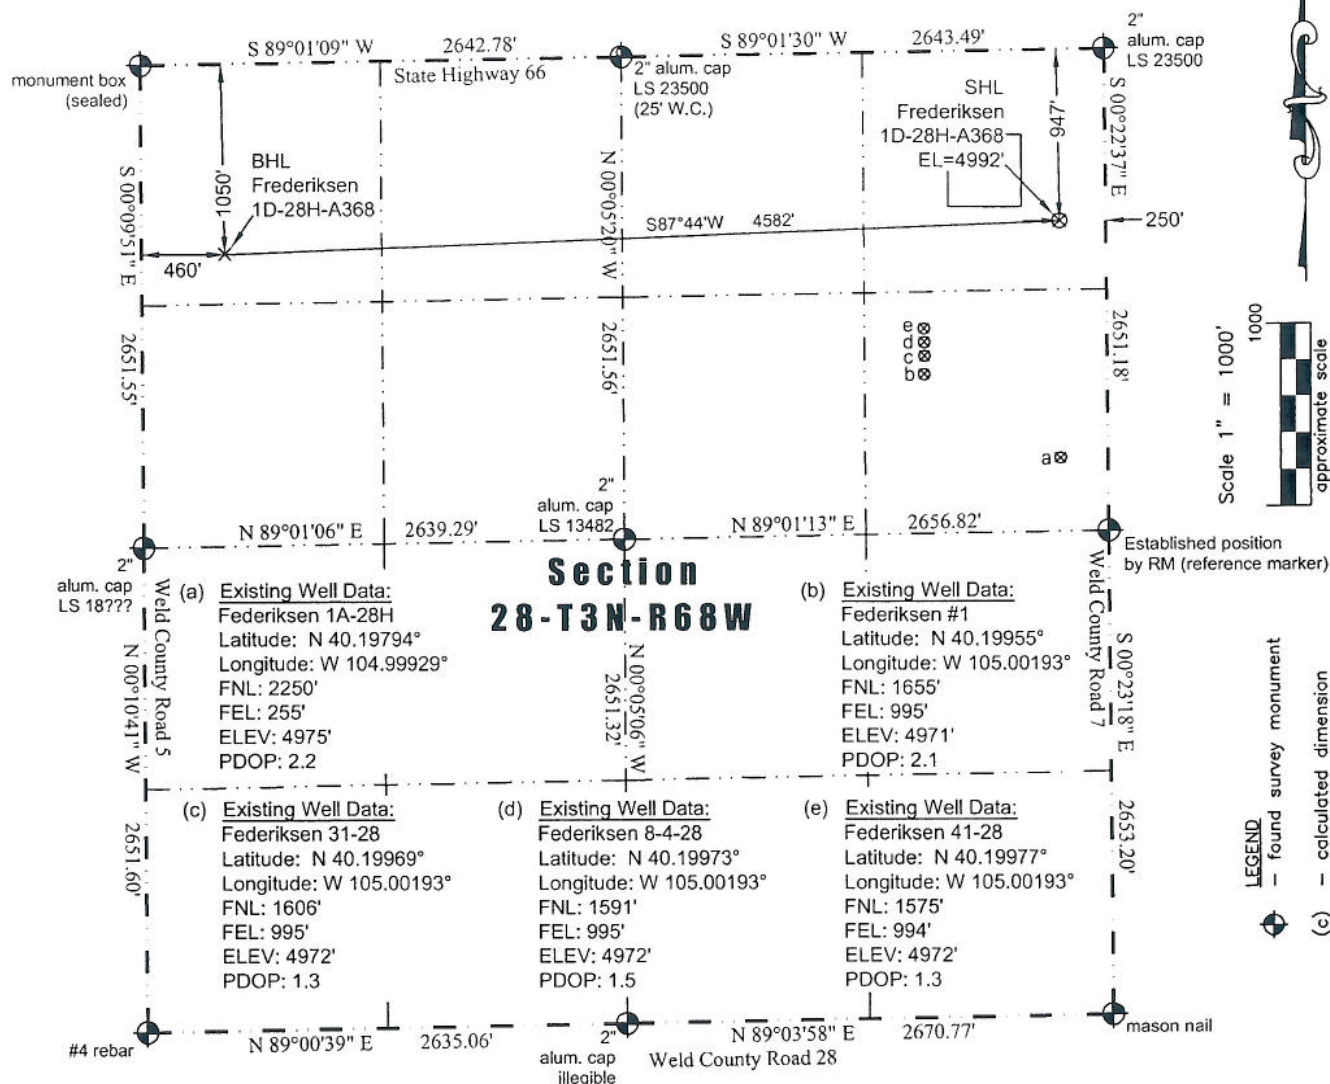 S 89°01'09" W 2642.78'
S 89°01'30" W 2643.49'
2"
alum. cap
LS 23500
monument box
(sealed)
State Highway 66
2" alum. cap
LS 23500
(25' W.C.)
SHL
Frederiksen
1D-28H-A368
EL=4992'
947'
S 00°22'37" E
BHL
Frederiksen
1D-28H-A368
1050'
S 00°09'51" E
N 00°05'20" W
S87°44'W 4582'
250'
460'
2651.55'
2651.56'
2651.18'
e
d
c
b
a
1000
Scale 1" = 1000'
approximate scale
N 89°01'06" E 2639.29'
2"
alum. cap
LS 13482
N 89°01'13" E 2656.82'
Established position
by RM (reference marker)
2"
alum. cap
LS 18???
Section
28-T3N-R68W
Weld County Road 5
N 00°10'41" W
2651.60'
N 00°05'06" W
2651.32'
Weld County Road 7
S 00°23'18" E
2653.20'
(a) Existing Well Data:
Federiksen 1A-28H
Latitude: N 40.19794°
Longitude: W 104.99929°
FNL: 2250'
FEL: 255'
ELEV: 4975'
PDOP: 2.2
(b) Existing Well Data:
Federiksen #1
Latitude: N 40.19955°
Longitude: W 105.00193°
FNL: 1655'
FEL: 995'
ELEV: 4971'
PDOP: 2.1
(c) Existing Well Data:
Federiksen 31-28
Latitude: N 40.19969°
Longitude: W 105.00193°
FNL: 1606'
FEL: 995'
ELEV: 4972'
PDOP: 1.3
(d) Existing Well Data:
Federiksen 8-4-28
Latitude: N 40.19973°
Longitude: W 105.00193°
FNL: 1591'
FEL: 995'
ELEV: 4972'
PDOP: 1.5
(e) Existing Well Data:
Federiksen 41-28
Latitude: N 40.19977°
Longitude: W 105.00193°
FNL: 1575'
FEL: 994'
ELEV: 4972'
PDOP: 1.3
LEGEND
- found survey monument
(c) - calculated dimension
#4 rebar
N 89°00'39" E 2635.06'
2"
alum. cap
illegible
N 89°03'58" E 2670.77'
Weld County Road 28
mason nail